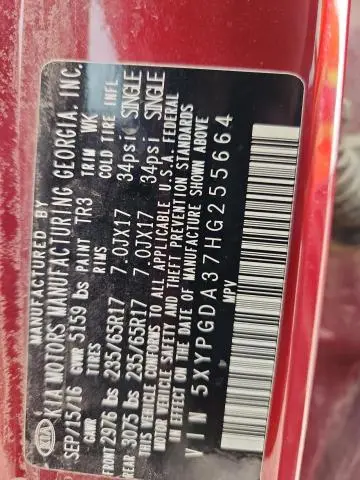 MANUFACTURED BY
KIA KIA MOTORS MANUFACTURING GEORGIA, INC.
SEP/15/16 GVWR 5159 lbs PAINT TR3 TRIM WK
GAWR TIRES RIMS COLD TIRE INFL.
FRONT 2976 lbs 235/65R17 7.0JX17 34psi SINGLE
REAR 3075 lbs 235/65R17 7.0JX17 34psi SINGLE
THIS VEHICLE CONFORMS TO ALL APPLICABLE U.S.A. FEDERAL
MOTOR VEHICLE SAFETY AND THEFT PREVENTION STANDARDS
IN EFFECT ON THE DATE OF MANUFACTURE SHOWN ABOVE
VIN 5XYPGDA37HG255664
MPV